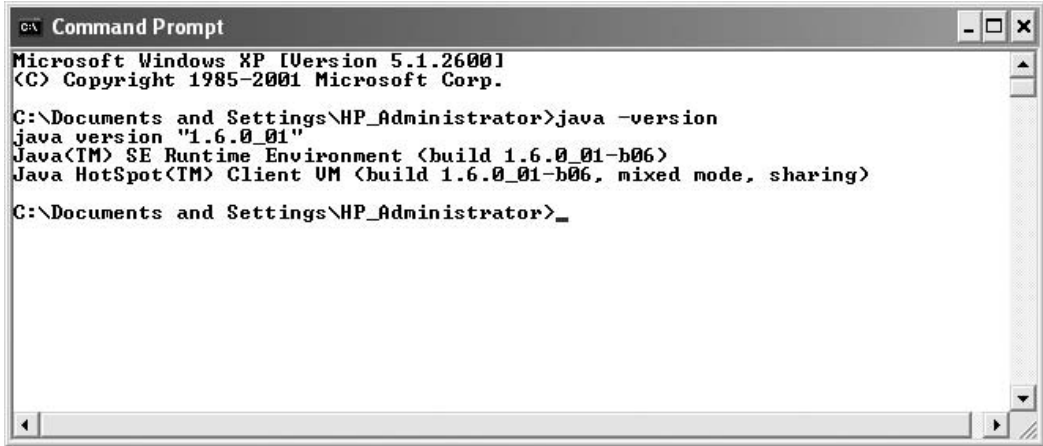 Command Prompt
Microsoft Windows XP [Version 5.1.2600]
(C) Copyright 1985-2001 Microsoft Corp.
C:\Documents and Settings\HP_Administrator>java -version
java version "1.6.0_01"
Java(TM) SE Runtime Environment (build 1.6.0_01-b06)
Java HotSpot(TM) Client VM (build 1.6.0_01-b06, mixed mode, sharing)
C:\Documents and Settings\HP_Administrator>_